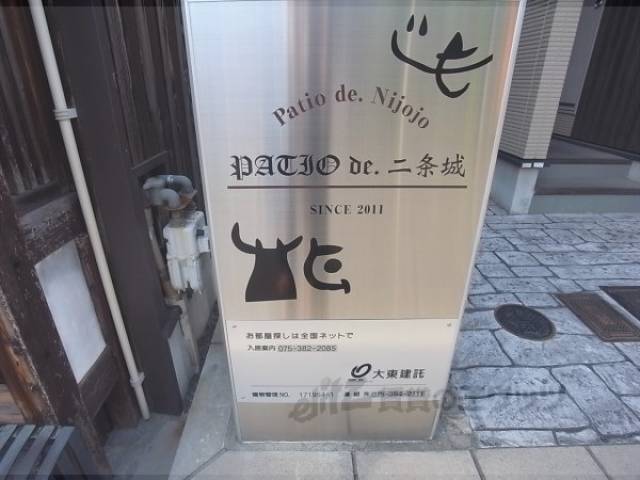 Patio de. Nijojo
PATIO de. 二条城
SINCE 2011
お部屋探しは全国ネットで
入居案内 075-382-2085
大東建託